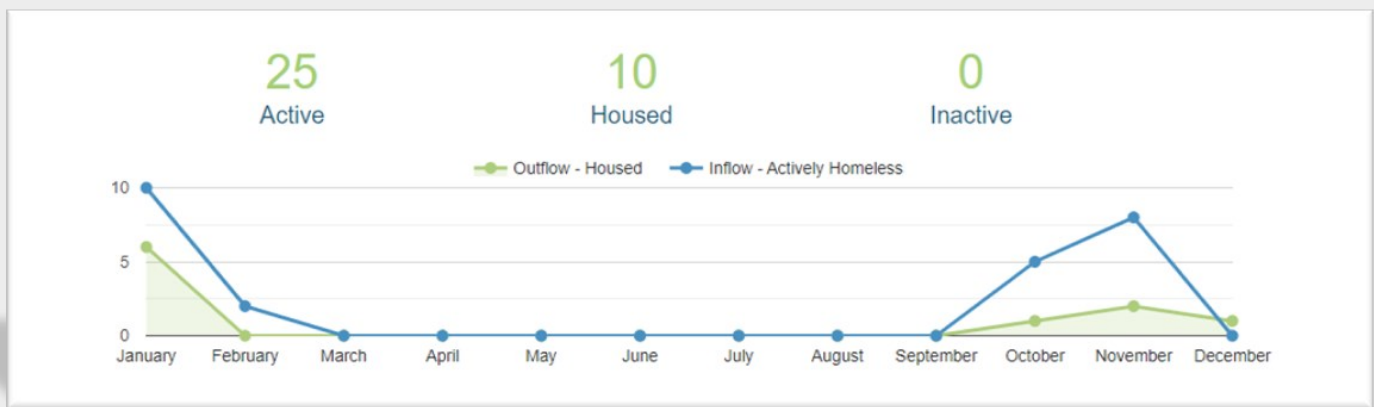 25 10 0
Active Housed Inactive
Outflow - Housed Inflow - Actively Homeless
10
5
0
January February March April May June July August September October November December